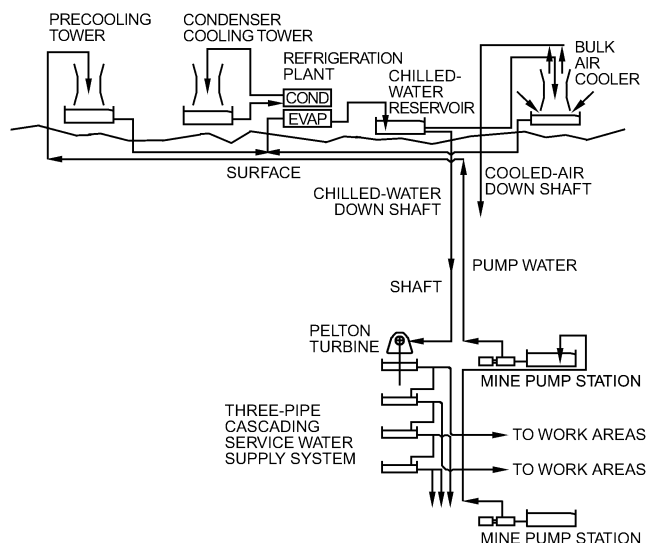 PRECOOLING
TOWER
CONDENSER
COOLING TOWER
REFRIGERATION
PLANT
COND
EVAP
CHILLED-
WATER
RESERVOIR
BULK
AIR
COOLER
SURFACE
CHILLED-WATER
DOWN SHAFT
COOLED-AIR
DOWN SHAFT
PUMP WATER
SHAFT
PELTON
TURBINE
MINE PUMP STATION
THREE-PIPE
CASCADING
SERVICE WATER
SUPPLY SYSTEM
TO WORK AREAS
TO WORK AREAS
MINE PUMP STATION